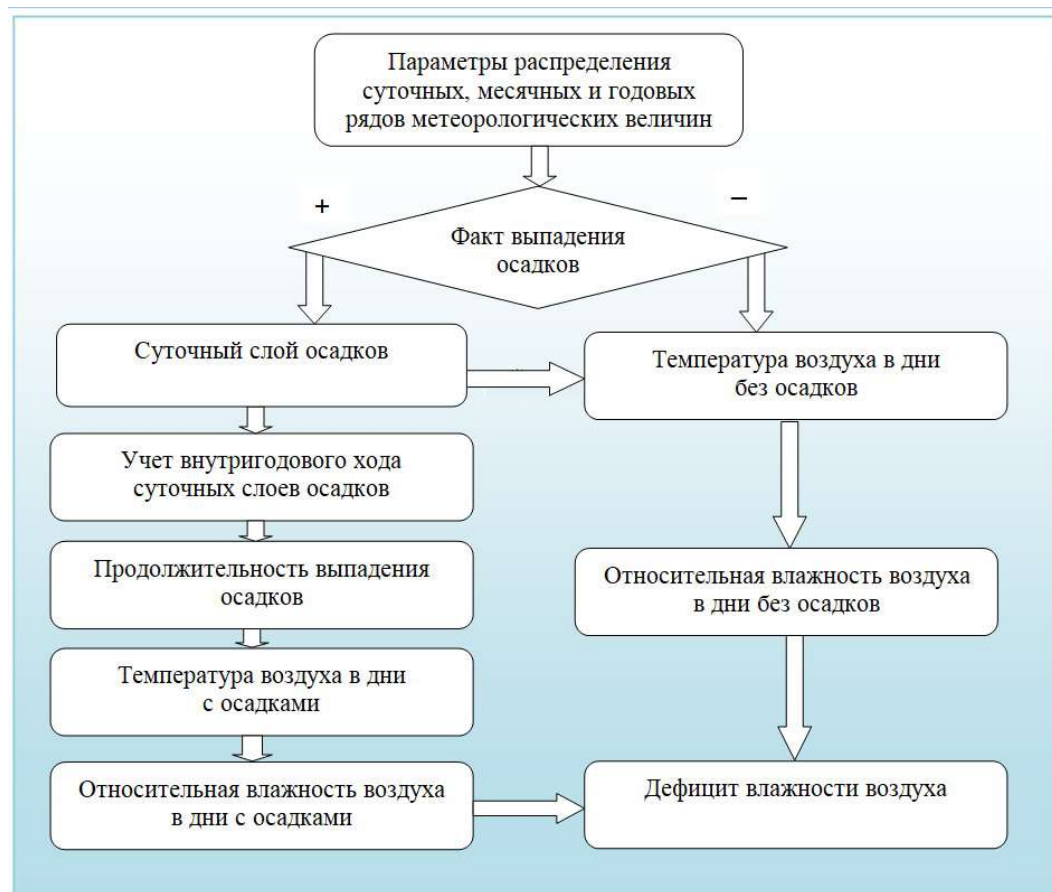 Параметры распределения
суточных, месячных и годовых
рядов метеорологических величин
+
–
Факт выпадения
осадков
Суточный слой осадков
Температура воздуха в дни
без осадков
Учет внутригодового хода
суточных слоев осадков
Продолжительность выпадения
осадков
Относительная влажность воздуха
в дни без осадков
Температура воздуха в дни
с осадками
Относительная влажность воздуха
в дни с осадками
Дефицит влажности воздуха